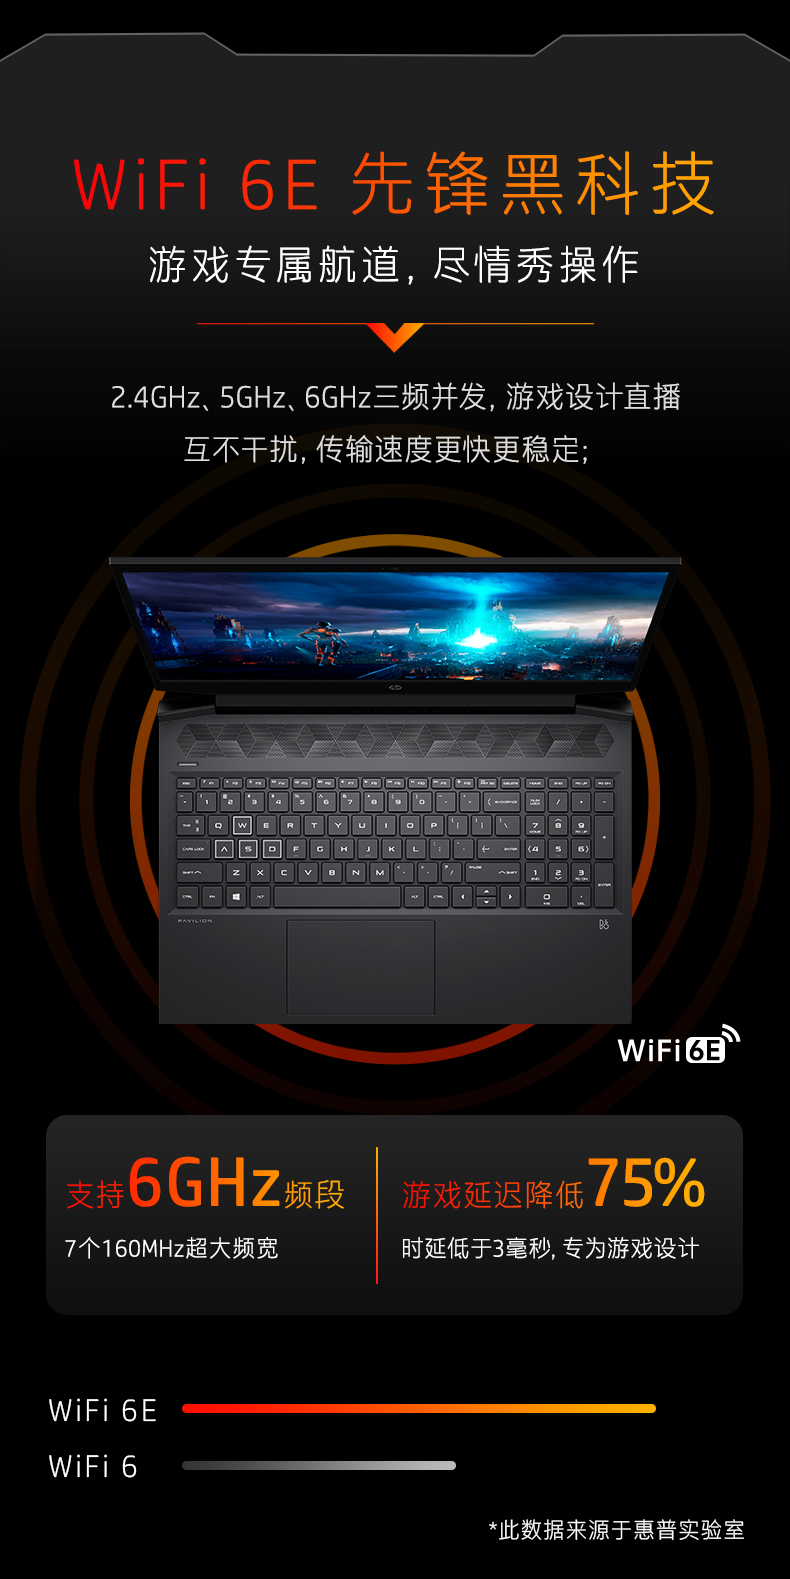 WiFi 6E 先锋黑科技
游戏专属航道, 尽情秀操作
2.4GHz、5GHz、6GHz三频并发, 游戏设计直播
互不干扰, 传输速度更快更稳定;
PAVILION
B&O
WiFi 6E
支持6GHz频段
7个160MHz超大频宽
游戏延迟降低75%
时延低于3毫秒, 专为游戏设计
WiFi 6E
WiFi 6
*此数据来源于惠普实验室